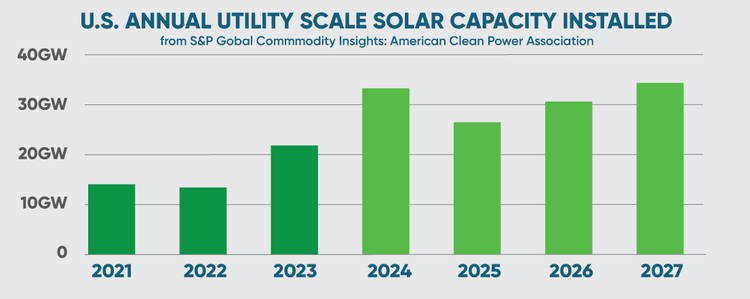 U.S. ANNUAL UTILITY SCALE SOLAR CAPACITY INSTALLED
from S&P Gobal Commmodity Insights: American Clean Power Association
40GW
30GW
20GW
10GW
0
2021 2022 2023 2024 2025 2026 2027